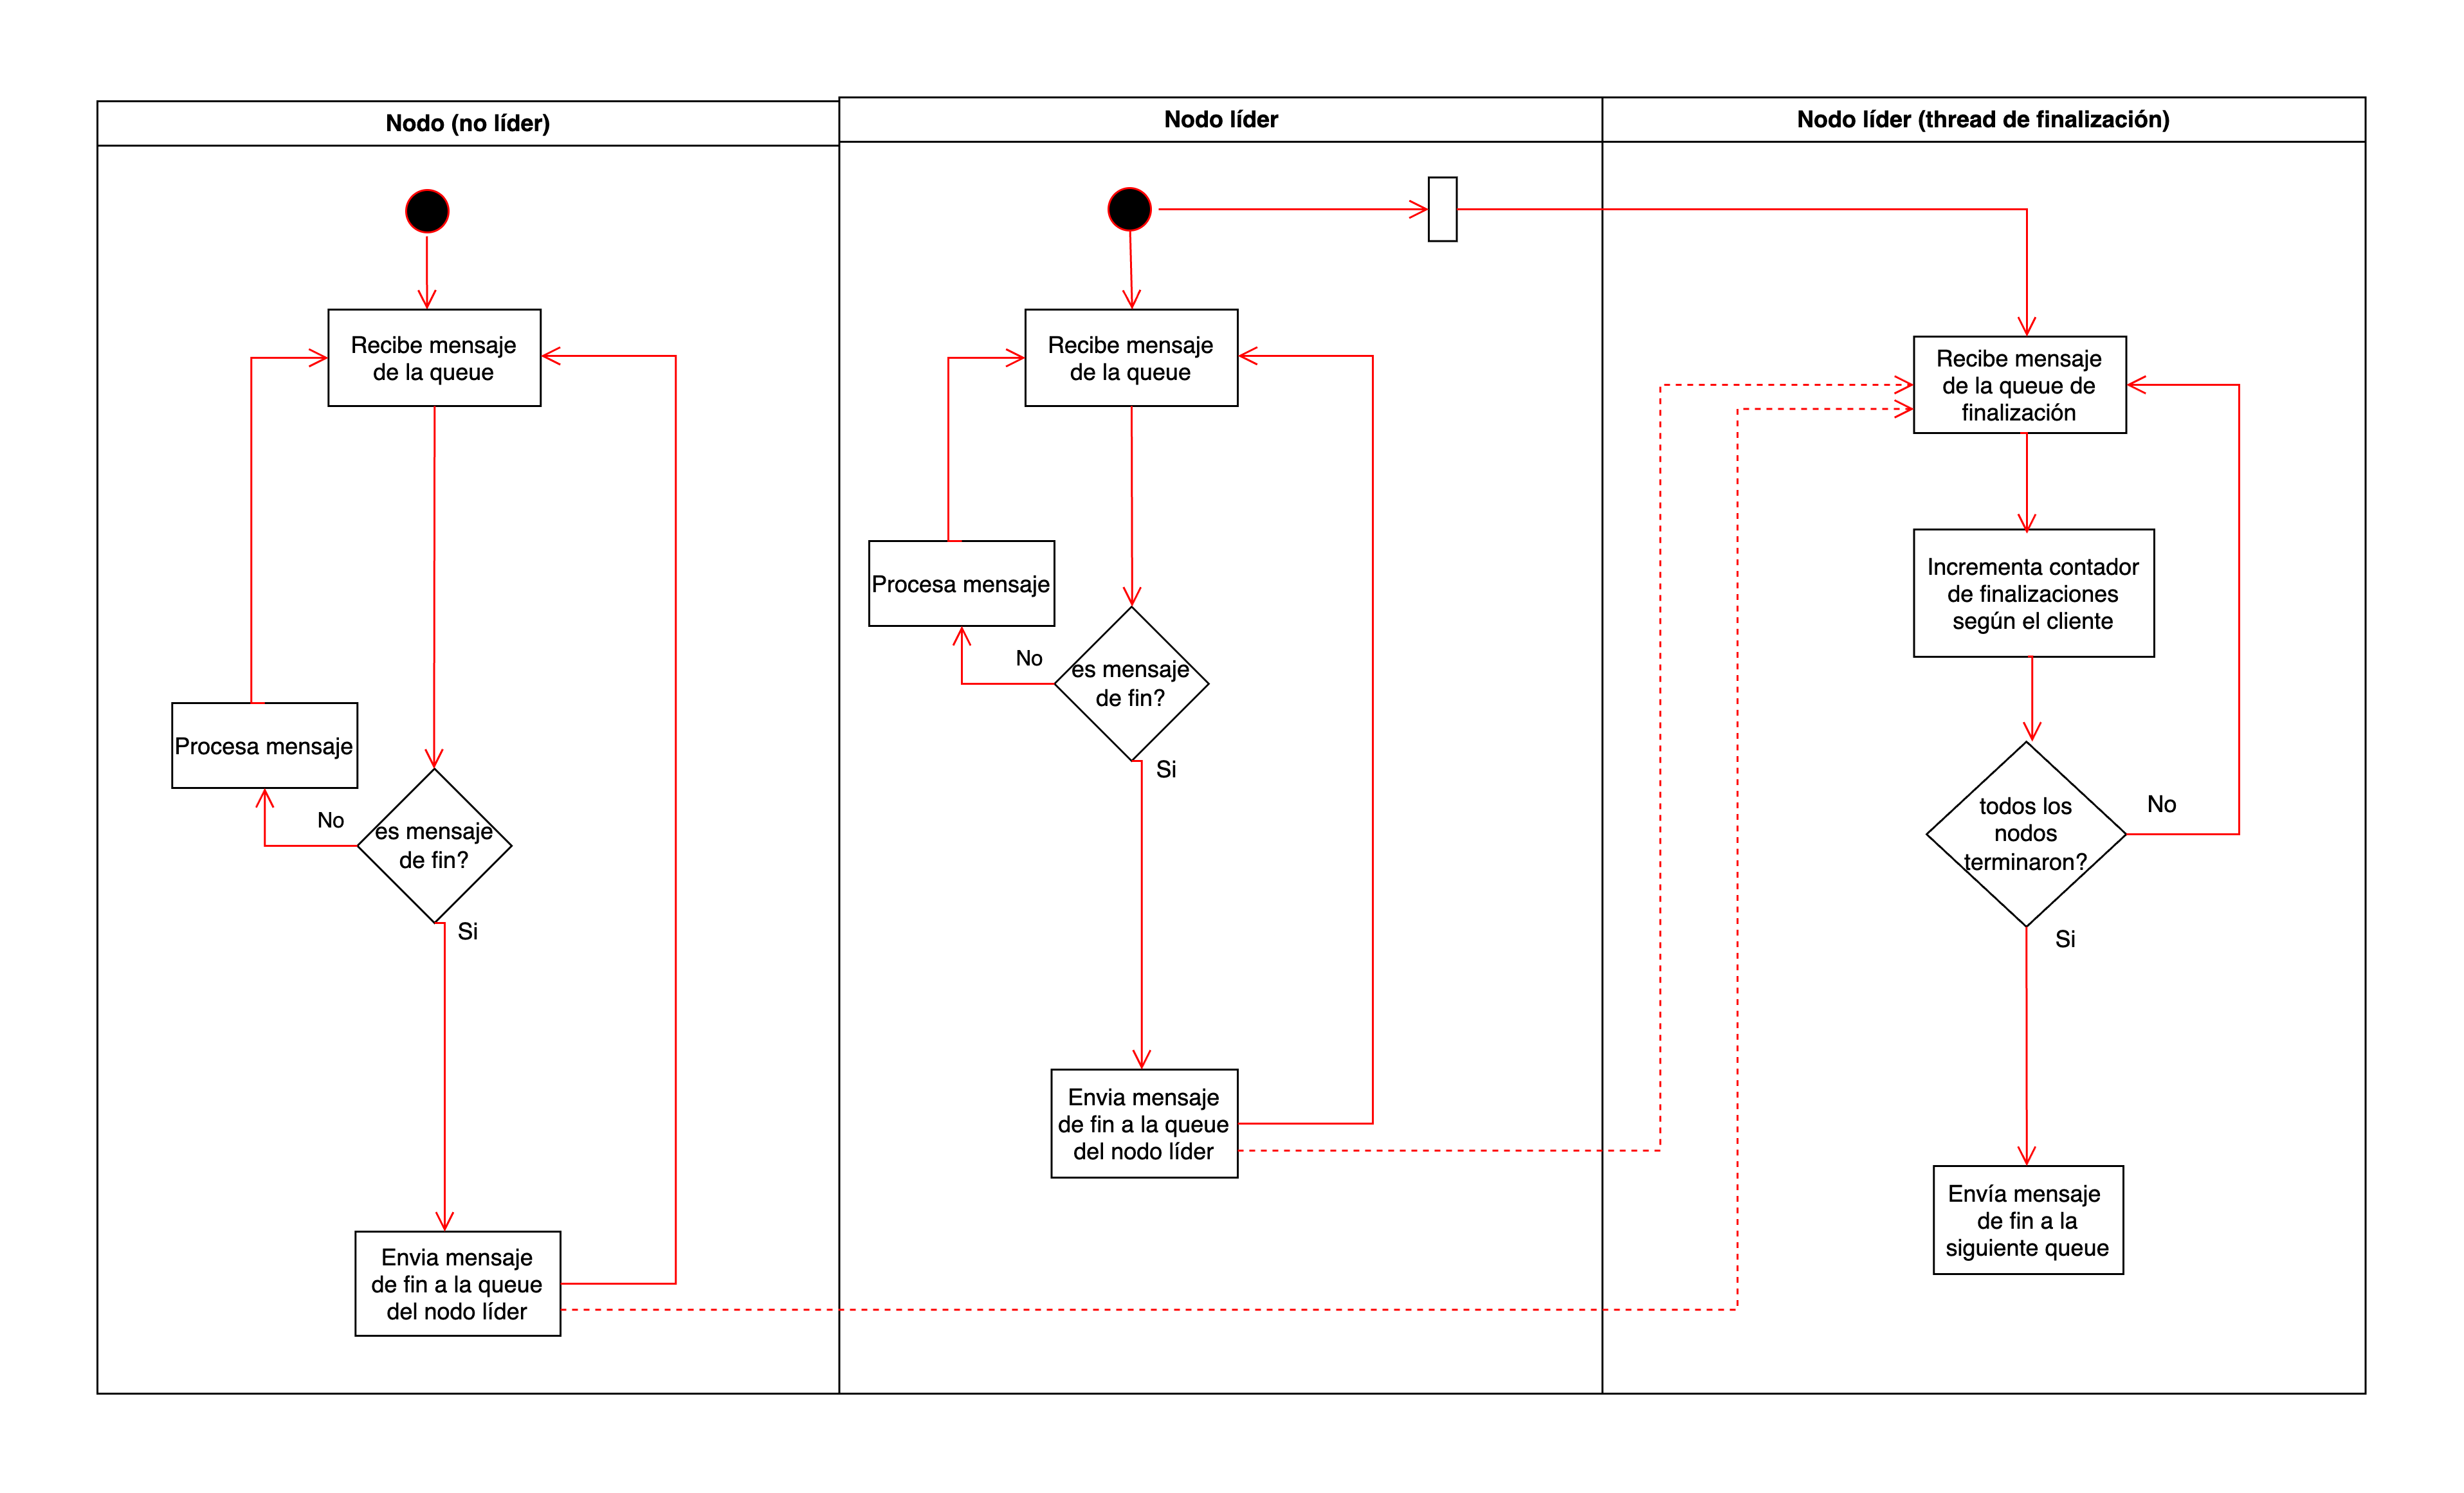 Nodo (no líder)
Recibe mensaje
de la queue
Procesa mensaje
No
es mensaje
de fin?
Si
Envia mensaje
de fin a la queue
del nodo líder
Nodo líder
Recibe mensaje
de la queue
Procesa mensaje
No
es mensaje
de fin?
Si
Envia mensaje
de fin a la queue
del nodo líder
Nodo líder (thread de finalización)
Recibe mensaje
de la queue de
finalización
Incrementa contador
de finalizaciones
según el cliente
todos los
nodos
terminaron?
No
Si
Envía mensaje
de fin a la
siguiente queue